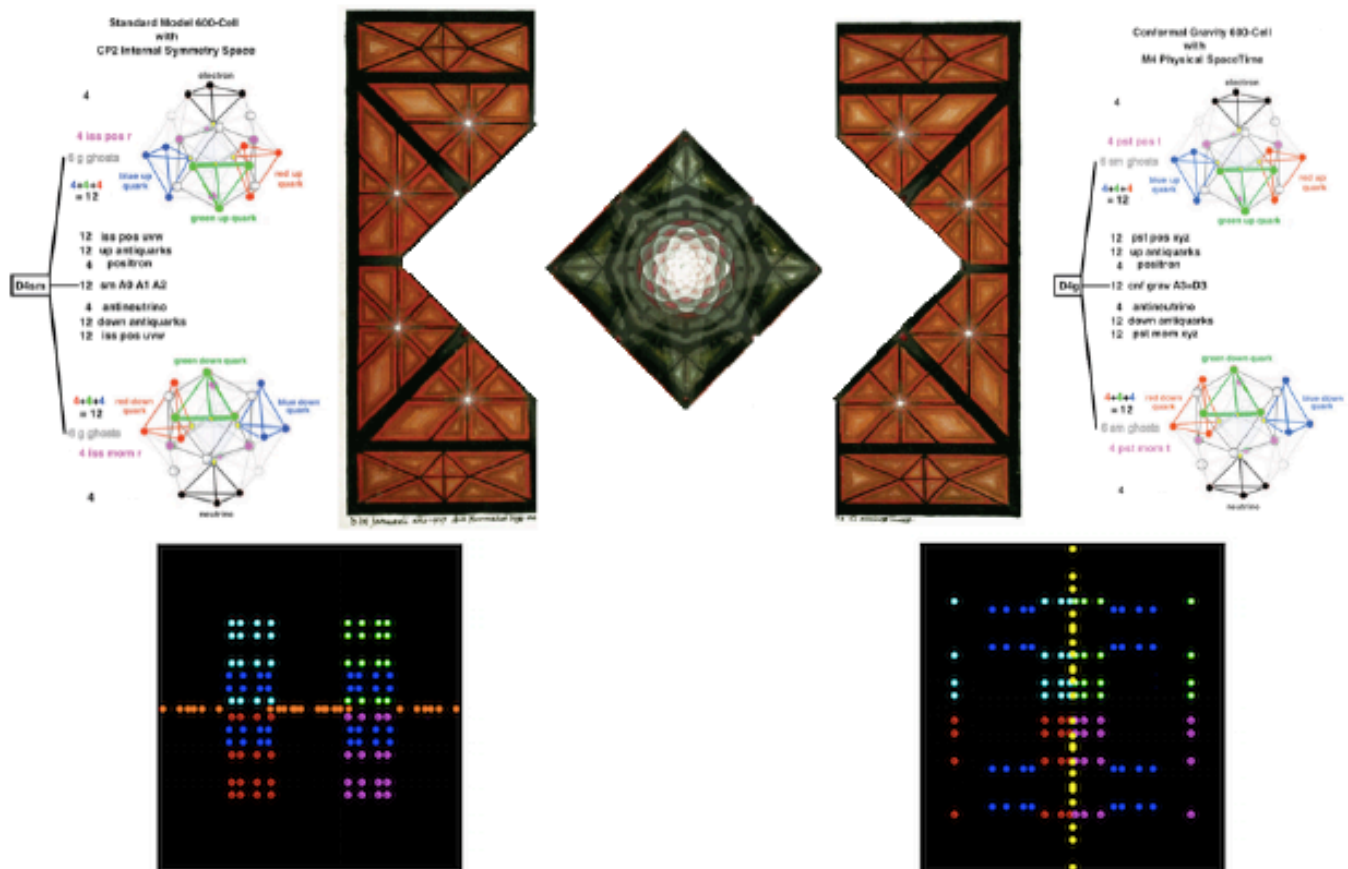 Standard Model 600-Cell
with
CP2 Internal Symmetry Space
electron
4
4 iss pos r
6 g ghosts
blue up
quark
red up
quark
4+4+4
= 12
green up quark
12 iss pos uvw
12 up antiquarks
4 positron
D4sm
12 sm A0 A1 A2
4 antineutrino
12 down antiquarks
12 iss pos uvw
green down quark
4+4+4
= 12
red down
quark
blue down
quark
6 g ghosts
4 iss mom r
4
neutrino
Conformal Gravity 600-Cell
with
M4 Physical SpaceTime
electron
4
4 pst pos t
6 sm ghosts
blue up
quark
red up
quark
4+4+4
= 12
green up quark
12 pst pos xyz
12 up antiquarks
4 positron
D4g
12 cnf grav A3=D3
4 antineutrino
12 down antiquarks
12 pst mom xyz
green down quark
4+4+4
= 12
red down
quark
blue down
quark
6 sm ghosts
4 pst mom t
4
neutrino